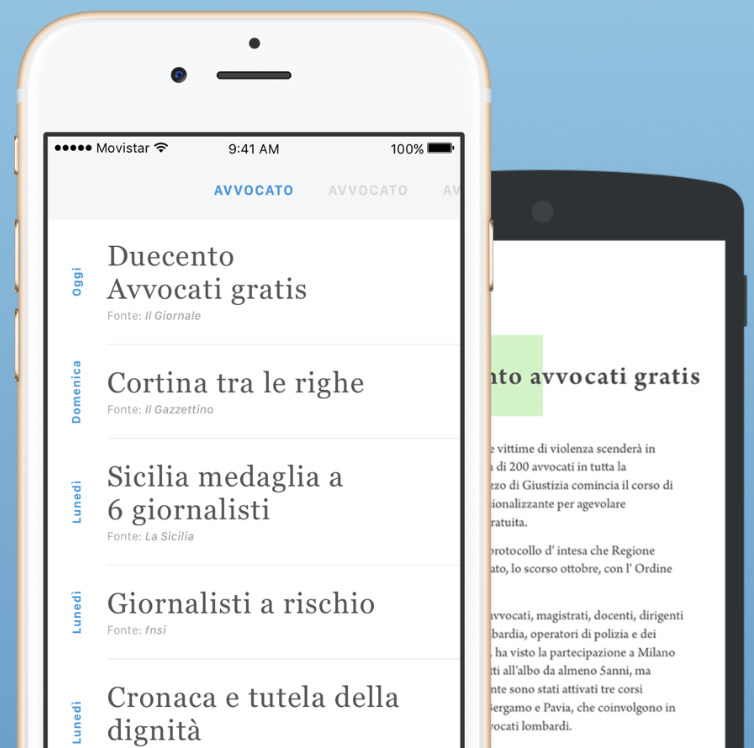 Movistar 9:41 AM 100%
AVVOCATO AVVOCATO AV
Oggi
Duecento
Avvocati gratis
Fonte: Il Giornale
Domenica
Cortina tra le righe
Fonte: Il Gazzettino
Lunedì
Sicilia medaglia a
6 giornalisti
Fonte: La Sicilia
Lunedì
Giornalisti a rischio
Fonte: fnsi
Lunedì
Cronaca e tutela della
dignità
nto avvocati gratis
e vittime di violenza scenderà in
di 200 avvocati in tutta la
zzo di Giustizia comincia il corso di
sionalizzante per agevolare
ratuita.
protocollo d' intesa che Regione
ato, lo scorso ottobre, con l' Ordine
avvocati, magistrati, docenti, dirigenti
bardia, operatori di polizia e dei
ha visto la partecipazione a Milano
tti all'albo da almeno 5anni, ma
nte sono stati attivati tre corsi
Bergamo e Pavia, che coinvolgono in
vocati lombardi.